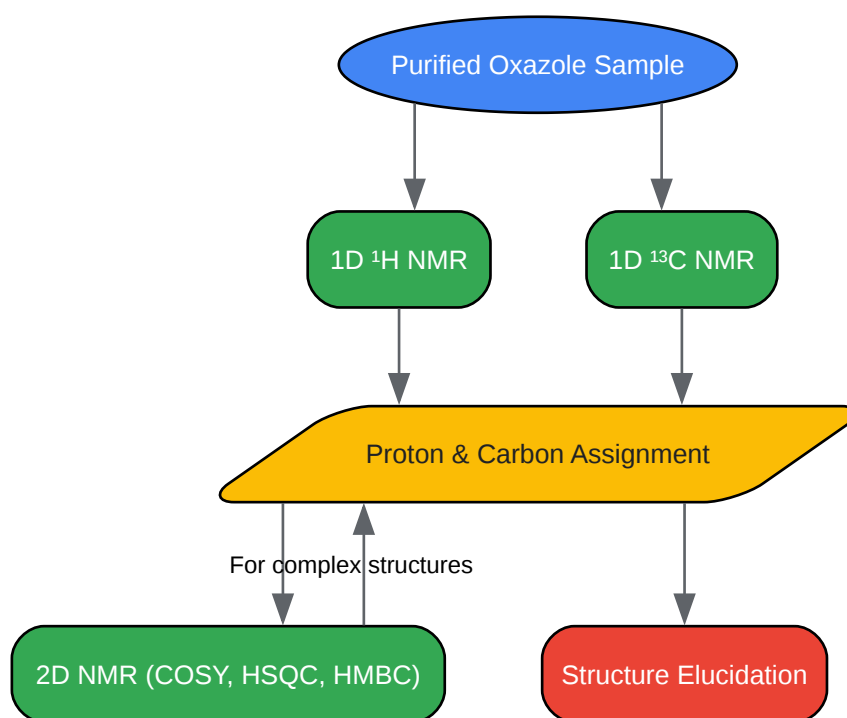 Purified Oxazole Sample
1D ¹H NMR
1D ¹³C NMR
Proton & Carbon Assignment
For complex structures
2D NMR (COSY, HSQC, HMBC)
Structure Elucidation